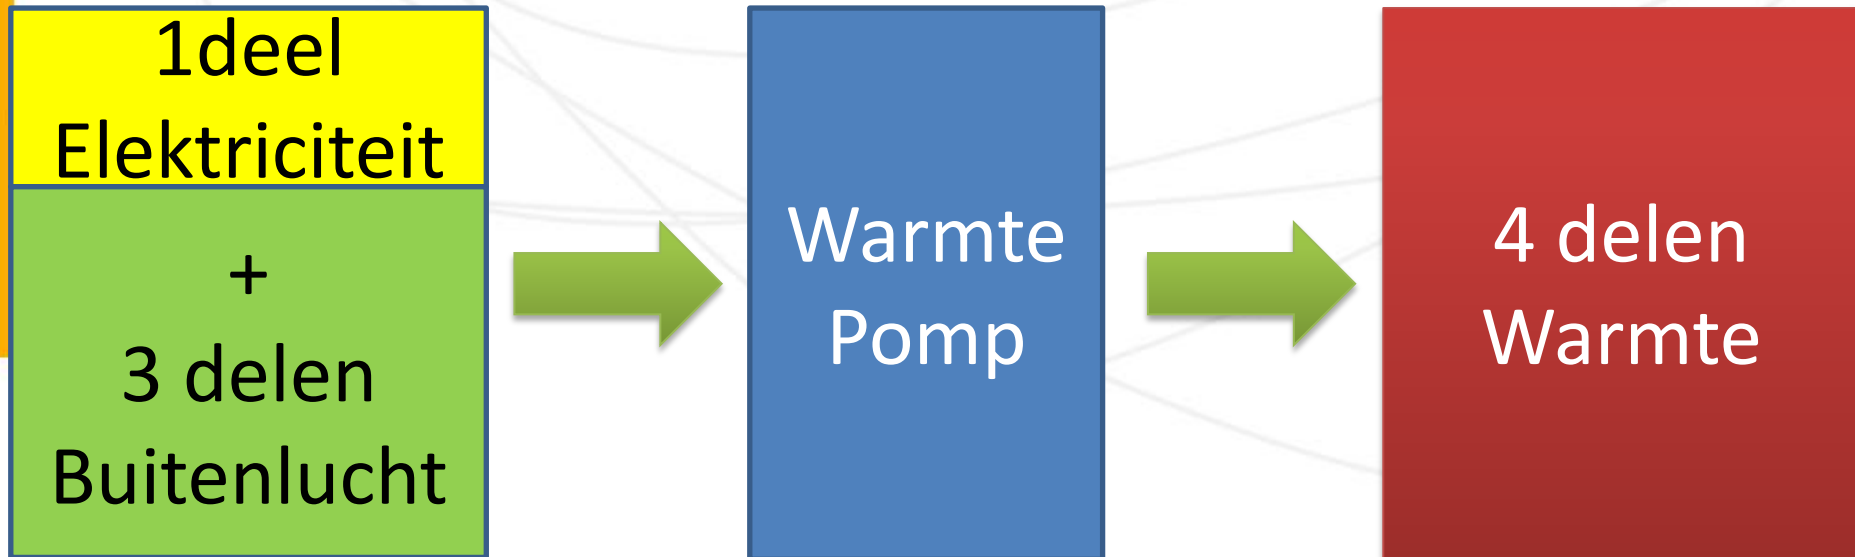 1deel
Elektriciteit
+
3 delen
Buitenlucht
Warmte
Pomp
4 delen
Warmte